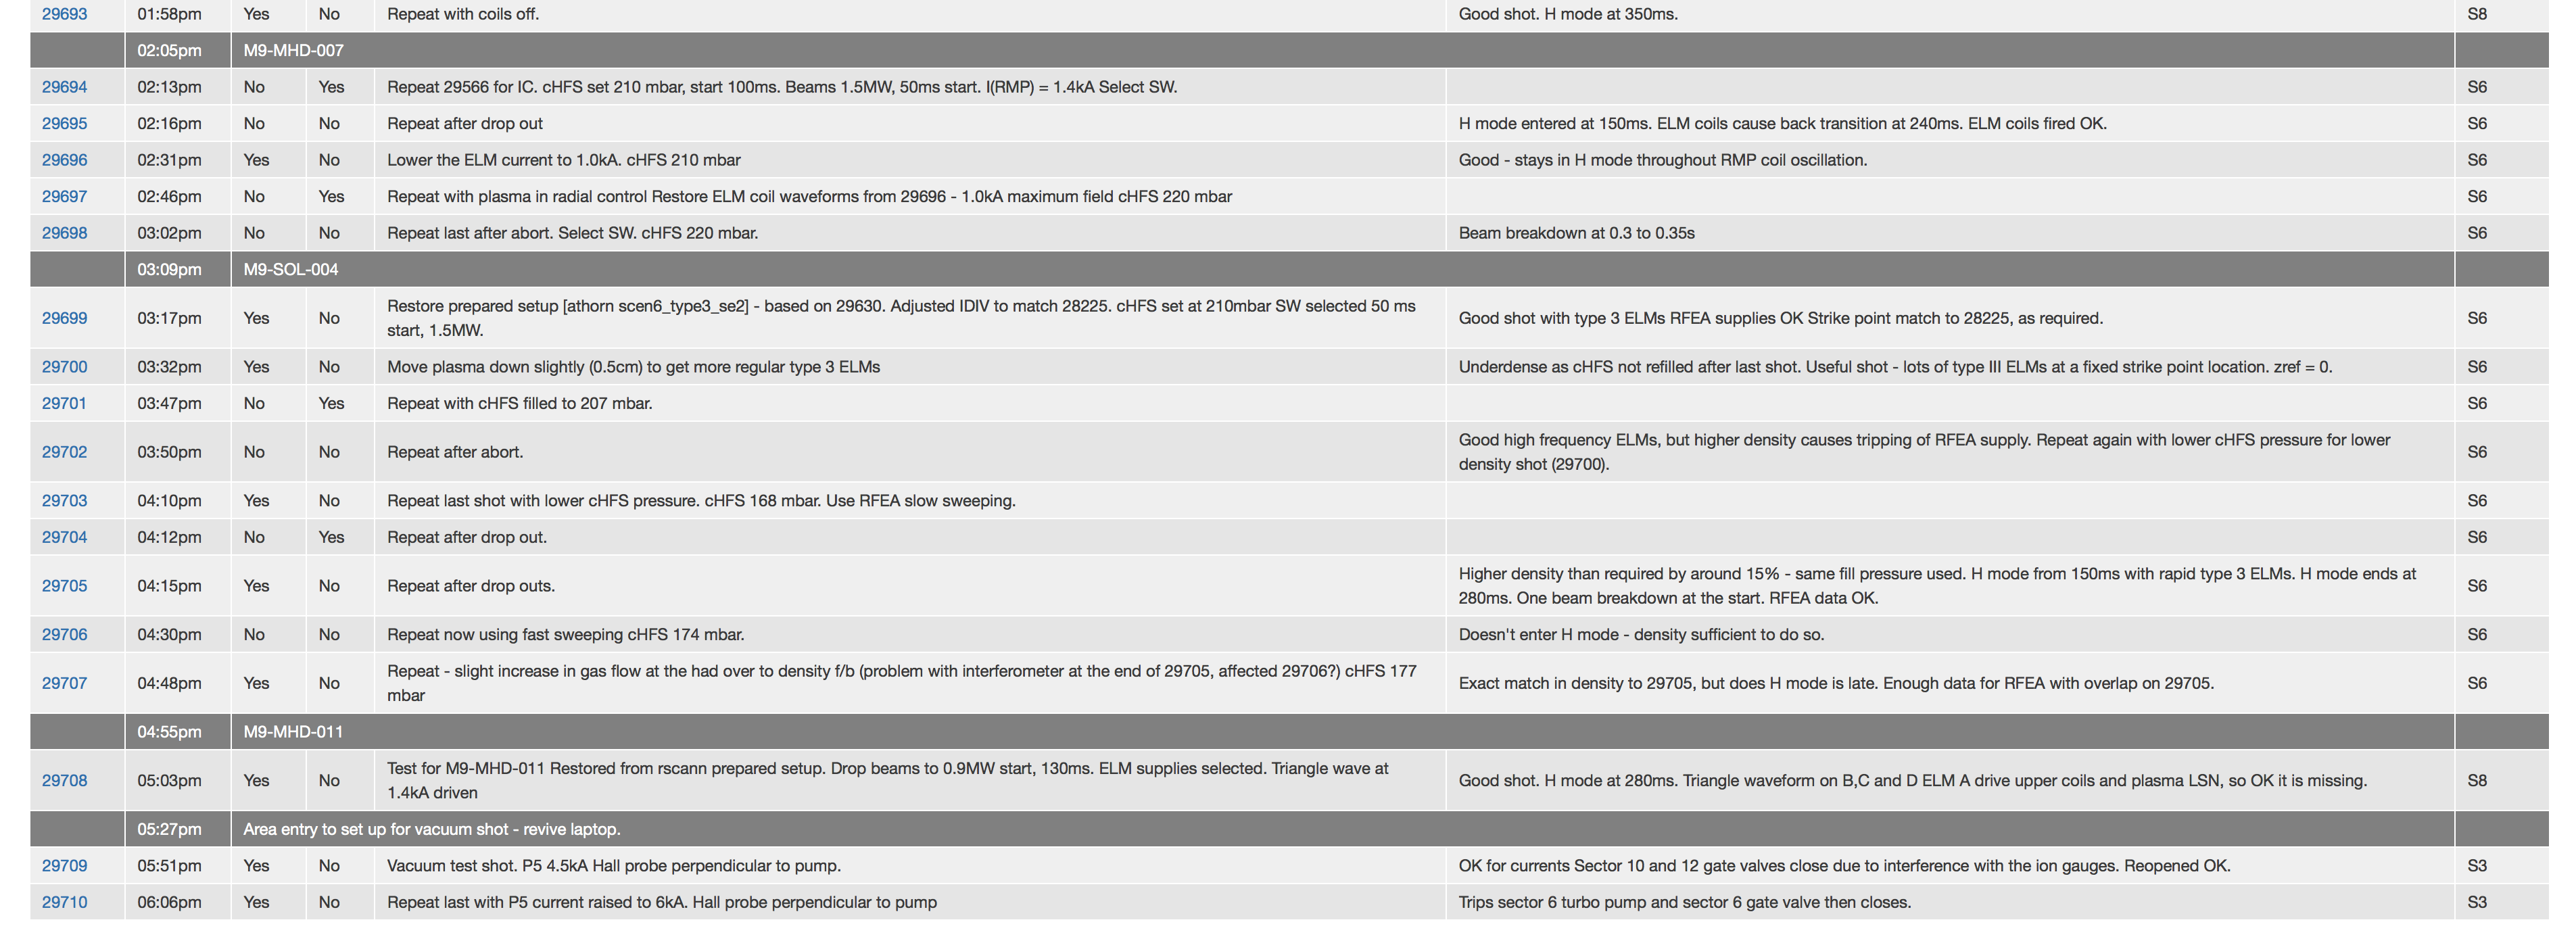 29693 01:58pm Yes No Repeat with coils off. Good shot. H mode at 350ms. S8
02:05pm M9-MHD-007
29694 02:13pm No Yes Repeat 29566 for IC. cHFS set 210 mbar, start 100ms. Beams 1.5MW, 50ms start. I(RMP) = 1.4kA Select SW. S6
29695 02:16pm No No Repeat after drop out H mode entered at 150ms. ELM coils cause back transition at 240ms. ELM coils fired OK. S6
29696 02:31pm Yes No Lower the ELM current to 1.0kA. cHFS 210 mbar Good - stays in H mode throughout RMP coil oscillation. S6
29697 02:46pm No Yes Repeat with plasma in radial control Restore ELM coil waveforms from 29696 - 1.0kA maximum field cHFS 220 mbar S6
29698 03:02pm No No Repeat last after abort. Select SW. cHFS 220 mbar. Beam breakdown at 0.3 to 0.35s S6
03:09pm M9-SOL-004
29699 03:17pm Yes No Restore prepared setup [athorn scen6_type3_se2] - based on 29630. Adjusted IDIV to match 28225. cHFS set at 210mbar SW selected 50 ms
start, 1.5MW. Good shot with type 3 ELMs RFEA supplies OK Strike point match to 28225, as required. S6
29700 03:32pm Yes No Move plasma down slightly (0.5cm) to get more regular type 3 ELMs Underdense as cHFS not refilled after last shot. Useful shot - lots of type III ELMs at a fixed strike point location. zref = 0. S6
29701 03:47pm No Yes Repeat with cHFS filled to 207 mbar. S6
29702 03:50pm No No Repeat after abort. Good high frequency ELMs, but higher density causes tripping of RFEA supply. Repeat again with lower cHFS pressure for lower
density shot (29700). S6
29703 04:10pm Yes No Repeat last shot with lower cHFS pressure. cHFS 168 mbar. Use RFEA slow sweeping. S6
29704 04:12pm No Yes Repeat after drop out. S6
29705 04:15pm Yes No Repeat after drop outs. Higher density than required by around 15% - same fill pressure used. H mode from 150ms with rapid type 3 ELMs. H mode ends at
280ms. One beam breakdown at the start. RFEA data OK. S6
29706 04:30pm No No Repeat now using fast sweeping cHFS 174 mbar. Doesn't enter H mode - density sufficient to do so. S6
29707 04:48pm Yes No Repeat - slight increase in gas flow at the had over to density f/b (problem with interferometer at the end of 29705, affected 29706?) cHFS 177
mbar Exact match in density to 29705, but does H mode is late. Enough data for RFEA with overlap on 29705. S6
04:55pm M9-MHD-011
29708 05:03pm Yes No Test for M9-MHD-011 Restored from rscann prepared setup. Drop beams to 0.9MW start, 130ms. ELM supplies selected. Triangle wave at
1.4kA driven Good shot. H mode at 280ms. Triangle waveform on B,C and D ELM A drive upper coils and plasma LSN, so OK it is missing. S8
05:27pm Area entry to set up for vacuum shot - revive laptop.
29709 05:51pm Yes No Vacuum test shot. P5 4.5kA Hall probe perpendicular to pump. OK for currents Sector 10 and 12 gate valves close due to interference with the ion gauges. Reopened OK. S3
29710 06:06pm Yes No Repeat last with P5 current raised to 6kA. Hall probe perpendicular to pump Trips sector 6 turbo pump and sector 6 gate valve then closes. S3